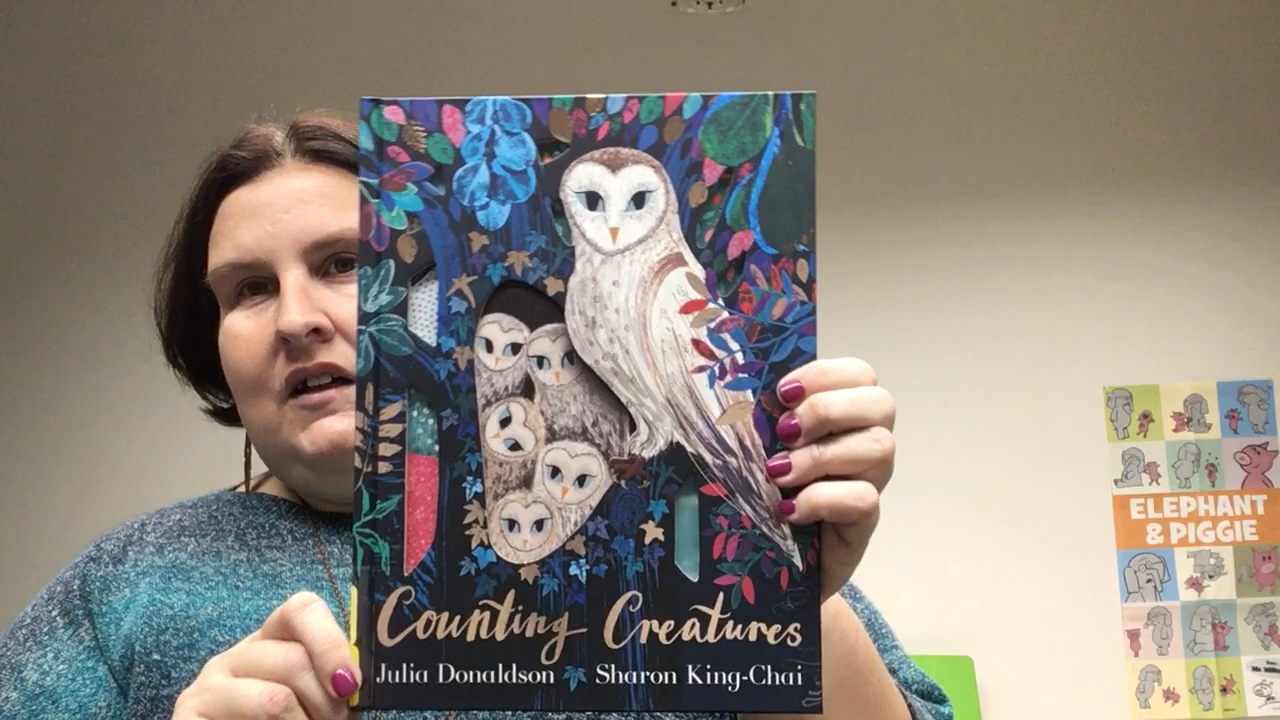 Counting Creatures
Julia Donaldson Sharon King-Chai
ELEPHANT
& PIGGIE